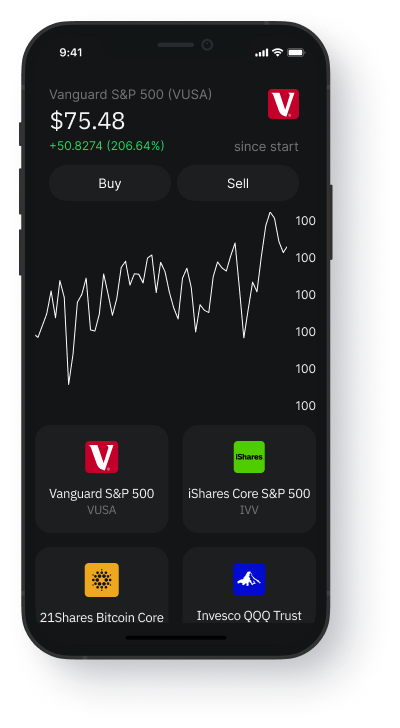 9:41
Vanguard S&P 500 (VUSA)
$75.48
+50.8274 (206.64%)
since start
Buy
Sell
100
100
100
100
100
100
Vanguard S&P 500
VUSA
iShares
iShares Core S&P 500
IVV
21Shares Bitcoin Core
Invesco QQQ Trust